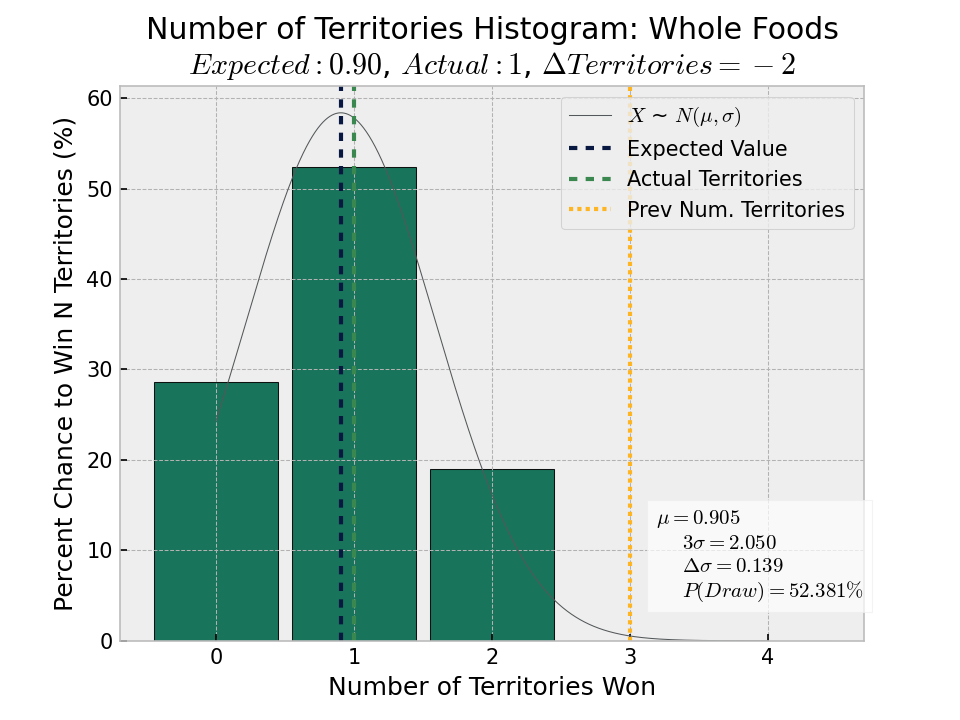 Number of Territories Histogram: Whole Foods
Expected : 0.90, Actual : 1, ΔTerritories = −2
Percent Chance to Win N Territories (%)
60
50
40
30
20
10
0
X ~ N(μ, σ)
Expected Value
Actual Territories
Prev Num. Territories
μ = 0.905
3σ = 2.050
Δσ = 0.139
P(Draw) = 52.381%
0 1 2 3 4
Number of Territories Won